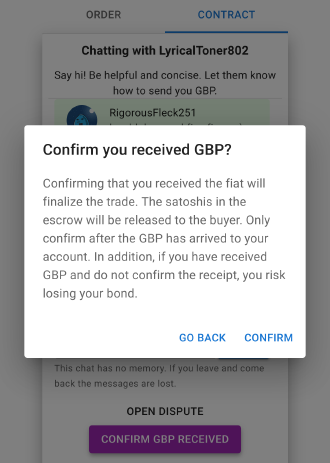 ORDER CONTRACT
Chatting with LyricalToner802
Say hi! Be helpful and concise. Let them know
how to send you GBP.
RigorousFleck251
Confirm you received GBP?
Confirming that you received the fiat will
finalize the trade. The satoshis in the
escrow will be released to the buyer. Only
confirm after the GBP has arrived to your
account. In addition, if you have received
GBP and do not confirm the receipt, you risk
losing your bond.
GO BACK CONFIRM
This chat has no memory. If you leave and come
back the messages are lost.
OPEN DISPUTE
CONFIRM GBP RECEIVED